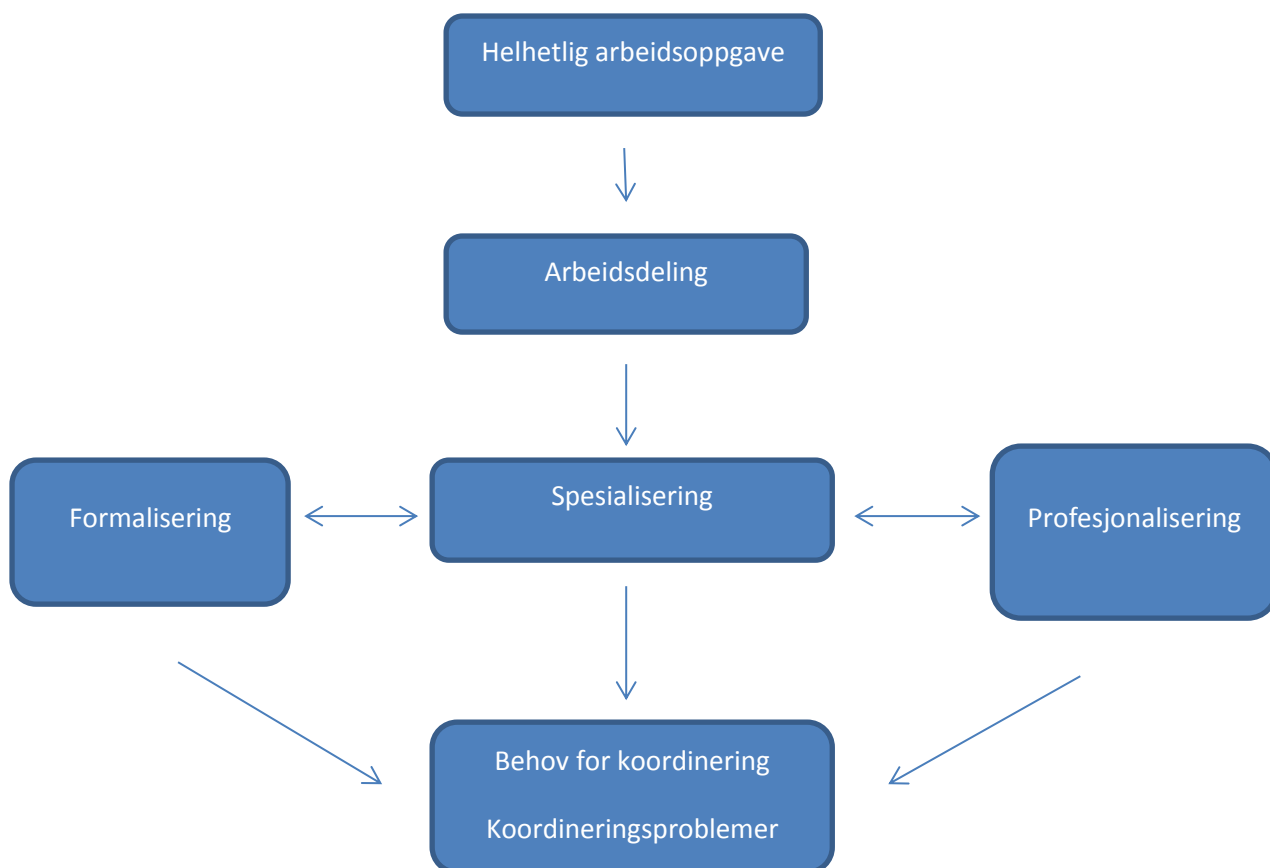 Helhetlig arbeidsoppgave
Arbeidsdeling
Formalisering
Spesialisering
Profesjonalisering
Behov for koordinering
Koordineringsproblemer